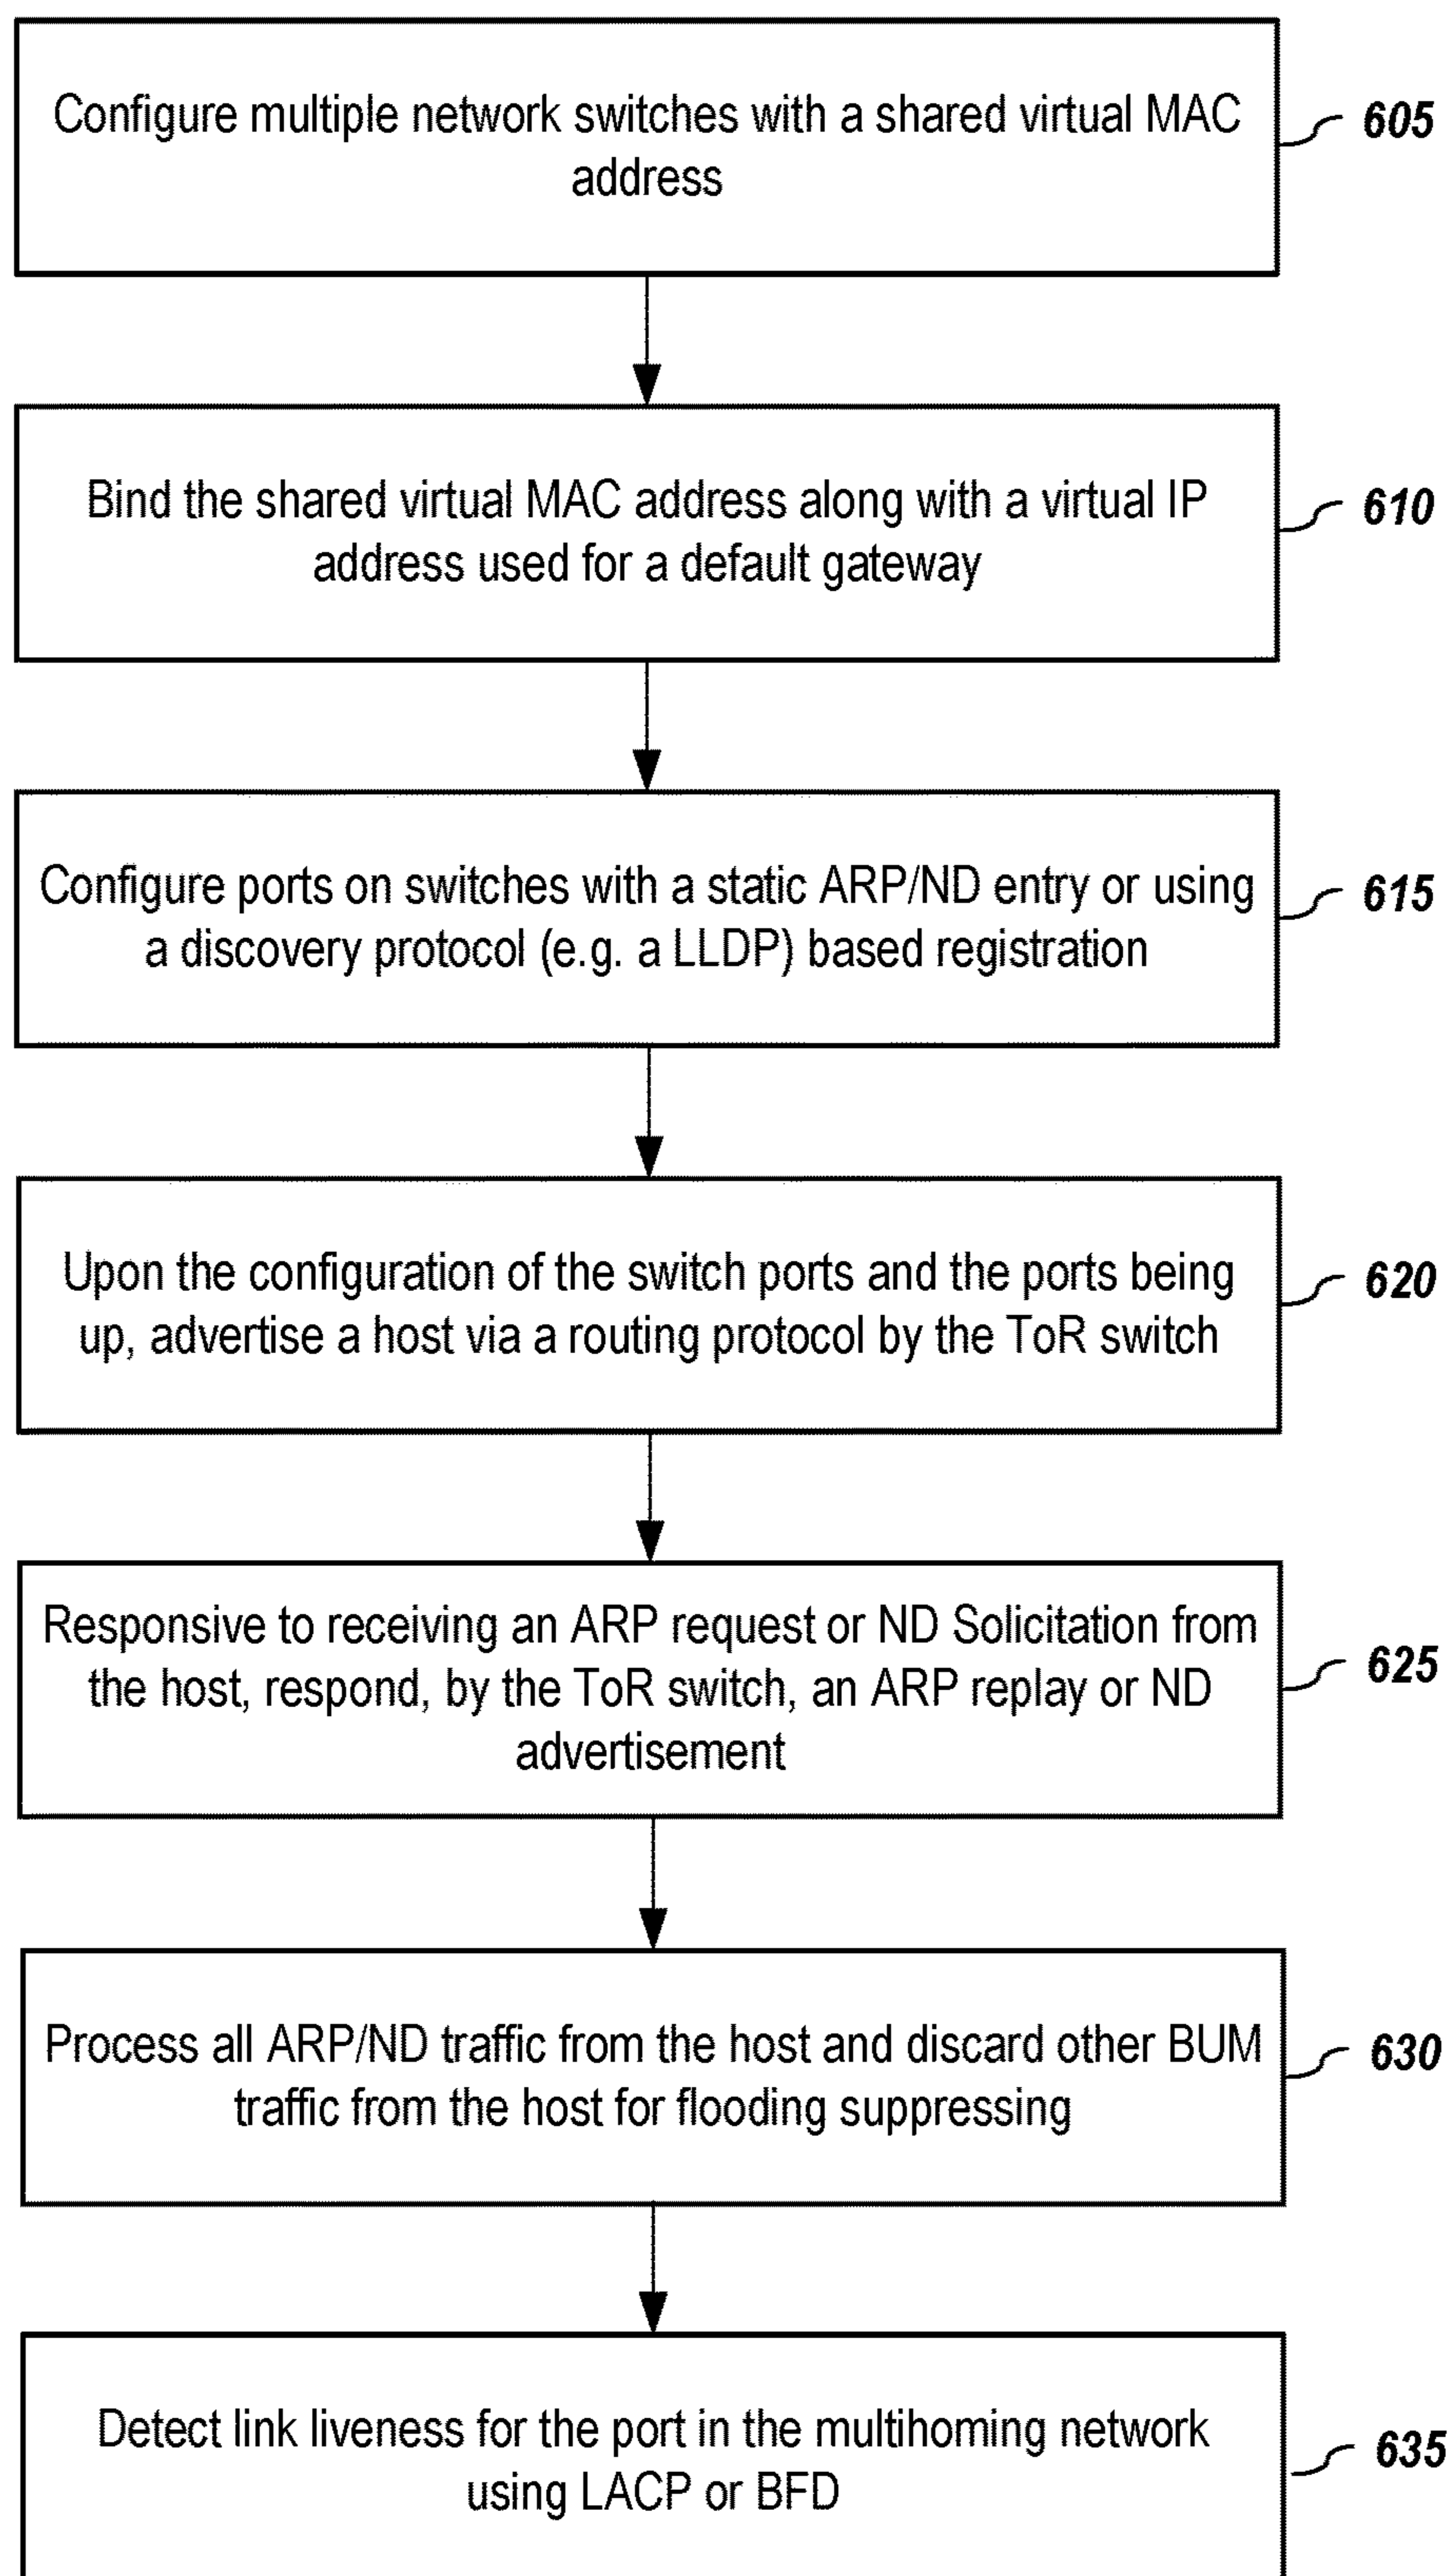 Configure multiple network switches with a shared virtual MAC
address
605
Bind the shared virtual MAC address along with a virtual IP
address used for a default gateway
610
Configure ports on switches with a static ARP/ND entry or using
a discovery protocol (e.g. a LLDP) based registration
615
Upon the configuration of the switch ports and the ports being
up, advertise a host via a routing protocol by the ToR switch
620
Responsive to receiving an ARP request or ND Solicitation from
the host, respond, by the ToR switch, an ARP replay or ND
advertisement
625
Process all ARP/ND traffic from the host and discard other BUM
traffic from the host for flooding suppressing
630
Detect link liveness for the port in the multihoming network
using LACP or BFD
635